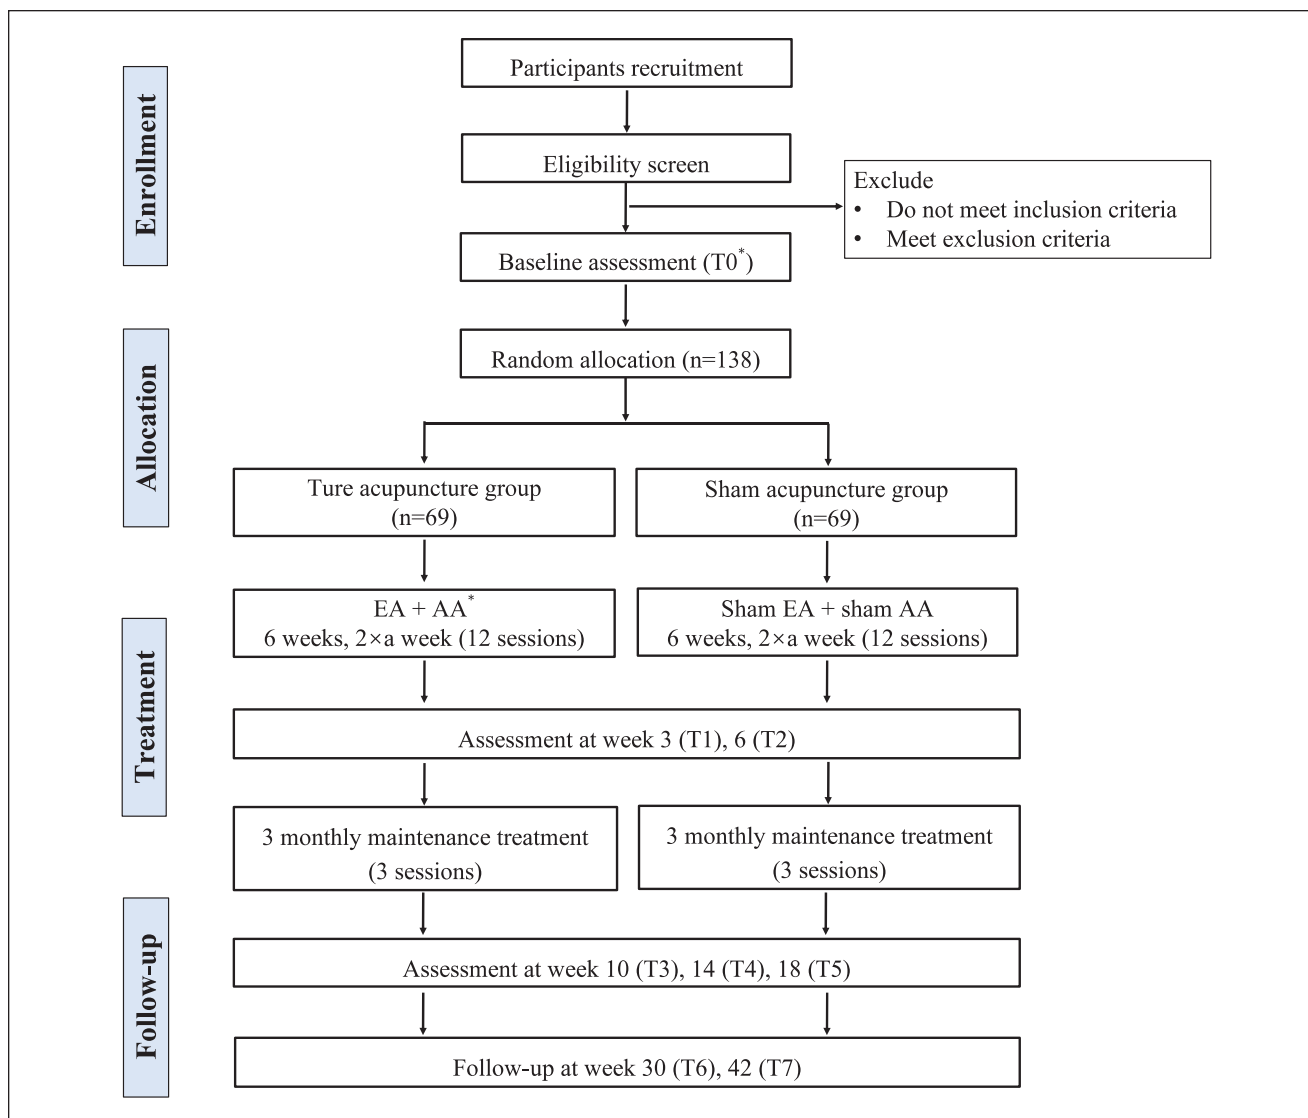 Enrollment
Participants recruitment
Eligibility screen
Exclude
• Do not meet inclusion criteria
• Meet exclusion criteria
Baseline assessment (T0*)
Allocation
Random allocation (n=138)
Ture acupuncture group
(n=69)
Sham acupuncture group
(n=69)
Treatment
EA + AA*
6 weeks, 2×a week (12 sessions)
Sham EA + sham AA
6 weeks, 2×a week (12 sessions)
Assessment at week 3 (T1), 6 (T2)
3 monthly maintenance treatment
(3 sessions)
3 monthly maintenance treatment
(3 sessions)
Follow-up
Assessment at week 10 (T3), 14 (T4), 18 (T5)
Follow-up at week 30 (T6), 42 (T7)